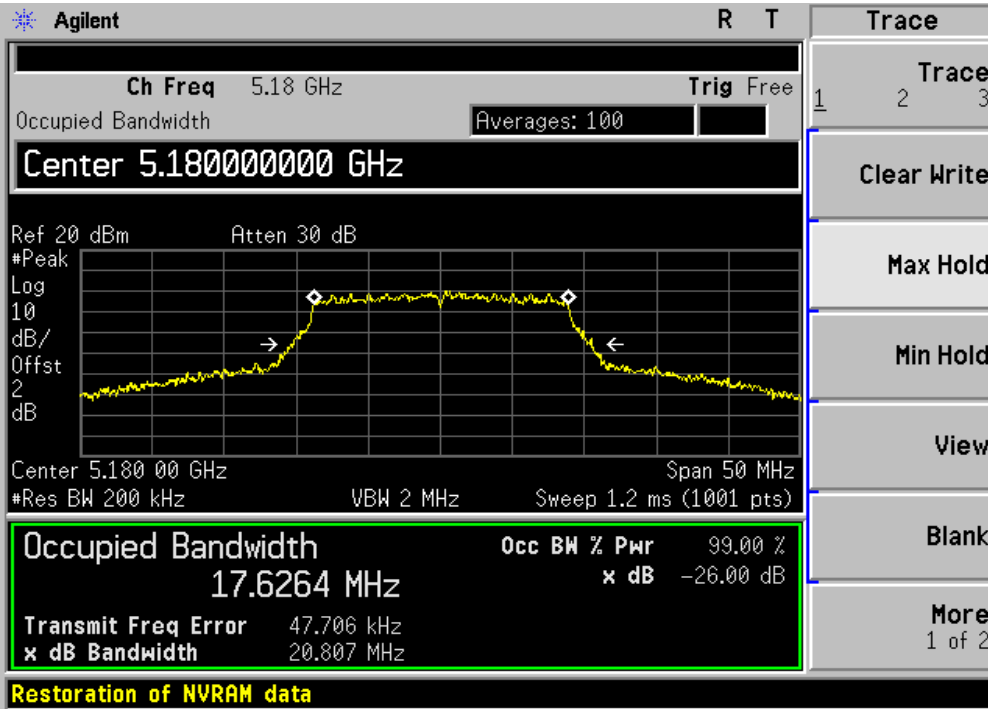 Agilent R T Trace
Ch Freq 5.18 GHz Trig Free
Occupied Bandwidth Averages: 100
Center 5.180000000 GHz
Ref 20 dBm Atten 30 dB
#Peak
Log
10
dB/
Offst
2
dB
Center 5.180 00 GHz Span 50 MHz
#Res BW 200 kHz VBW 2 MHz Sweep 1.2 ms (1001 pts)
Occupied Bandwidth Occ BW % Pwr 99.00 %
17.6264 MHz x dB -26.00 dB
Transmit Freq Error 47.706 kHz
x dB Bandwidth 20.807 MHz
Restoration of NVRAM data
Trace
1 2 3
Clear Write
Max Hold
Min Hold
View
Blank
More
1 of 2